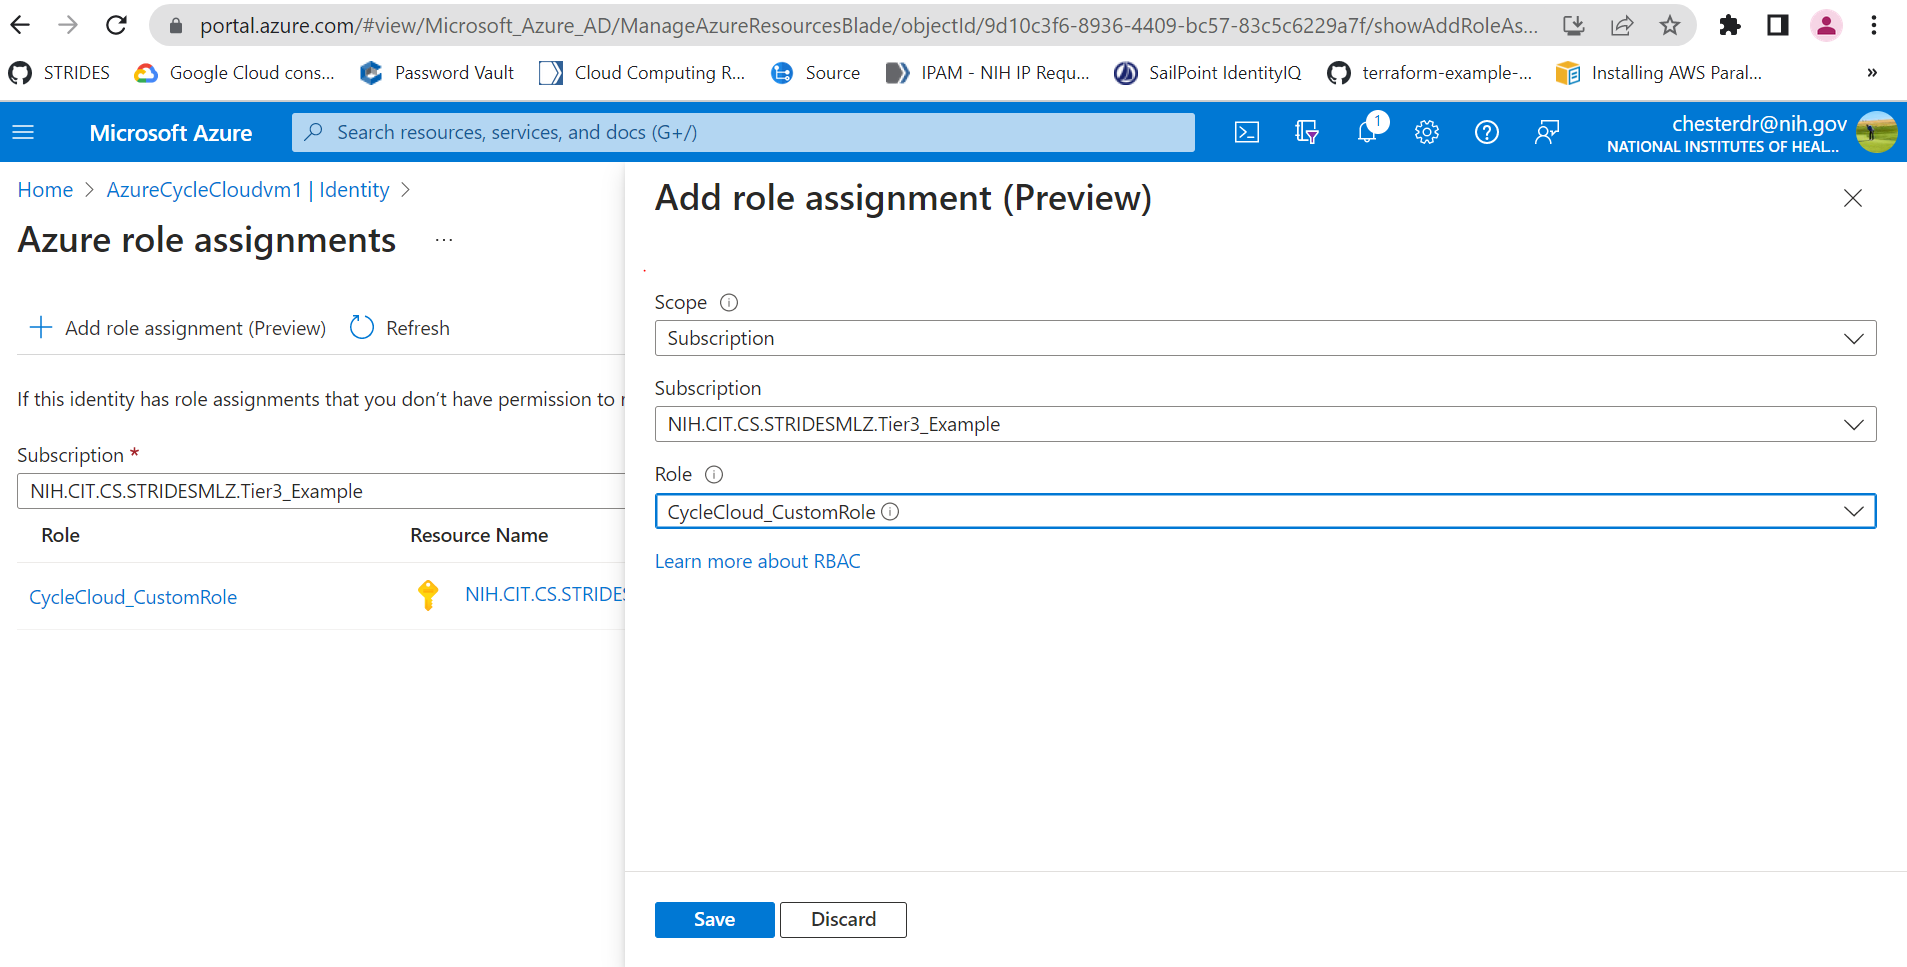 portal.azure.com/#view/Microsoft_Azure_AD/ManageAzureResourcesBlade/objectId/9d10c3f6-8936-4409-bc57-83c5c6229a7f/showAddRoleAs...
STRIDES Google Cloud cons... Password Vault Cloud Computing R... Source IPAM - NIH IP Requ... SailPoint IdentityIQ terraform-example-... Installing AWS Paral... »
Microsoft Azure Search resources, services, and docs (G+/) 1 chesterdr@nih.gov
NATIONAL INSTITUTES OF HEAL...
Home > AzureCycleCloudvm1 | Identity >
Azure role assignments ...
Add role assignment (Preview) Refresh
If this identity has role assignments that you don't have permission to
Subscription *
NIH.CIT.CS.STRIDESMLZ.Tier3_Example
Role Resource Name
CycleCloud_CustomRole NIH.CIT.CS.STRIDES
Add role assignment (Preview)
Scope
Subscription
Subscription
NIH.CIT.CS.STRIDESMLZ.Tier3_Example
Role
CycleCloud_CustomRole
Learn more about RBAC
Save Discard